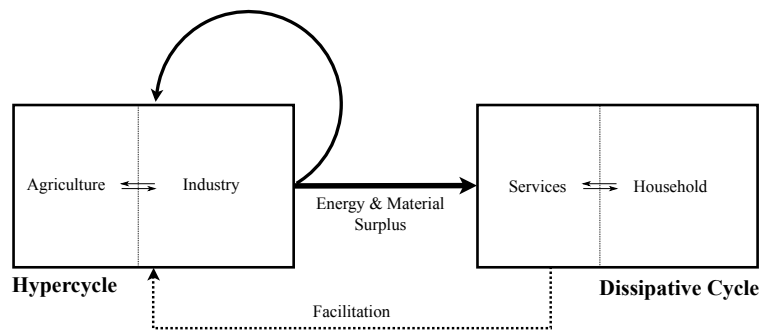 Agriculture
Industry
Energy & Material
Surplus
Services
Household
Hypercycle
Dissipative Cycle
Facilitation